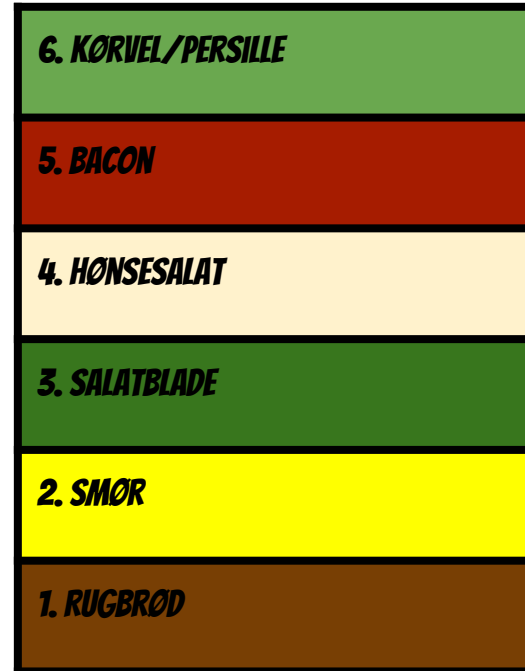 6. KØRVEL/PERSILLE
5. BACON
4. HØNSESALAT
3. SALATBLADE
2. SMØR
1. RUGBRØD